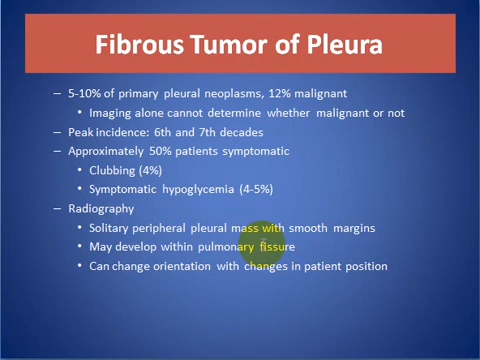 Fibrous Tumor of Pleura
– 5-10% of primary pleural neoplasms, 12% malignant
• Imaging alone cannot determine whether malignant or not
– Peak incidence: 6th and 7th decades
– Approximately 50% patients symptomatic
• Clubbing (4%)
• Symptomatic hypoglycemia (4-5%)
– Radiography
• Solitary peripheral pleural mass with smooth margins
• May develop within pulmonary fissure
• Can change orientation with changes in patient position